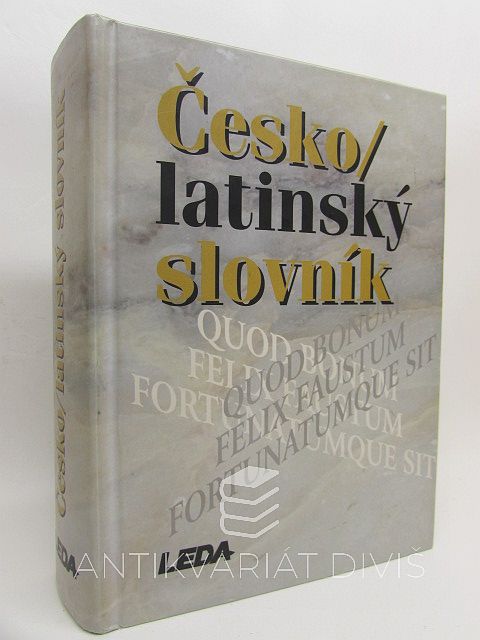 Česko/
latinský
slovník
QUOD BONUM
FELIX FAUSTUM
FORTUNATUMQUE SIT
QUOD BONUM
FELIX FAUSTUM
FORTUNATUMQUE SIT
LEDA
Česko/latinský slovník
LEDA
ANTIKVARIÁT DIVIŠ